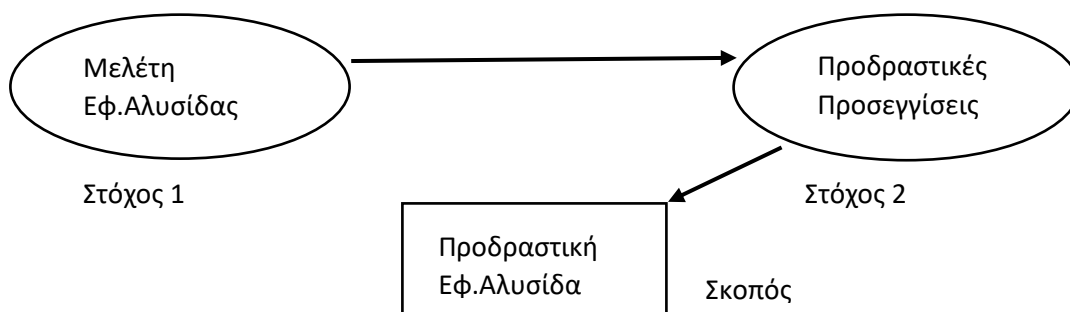 Μελέτη
Εφ.Αλυσίδας
Προδραστικές
Προσεγγίσεις
Στόχος 1
Στόχος 2
Προδραστική
Εφ.Αλυσίδα
Σκοπός